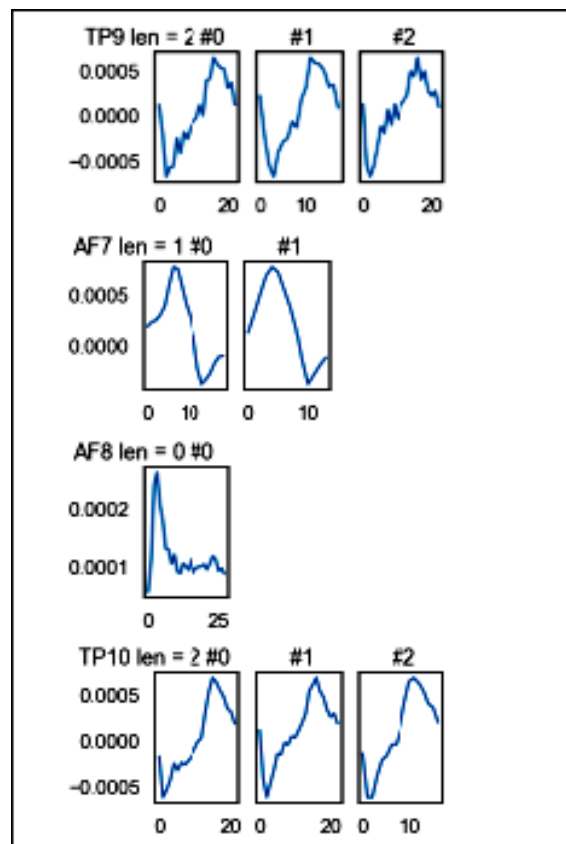 TP9 len = 2 #0 #1 #2
0.0005
0.0000
−0.0005
0 20 0 10 0 20
AF7 len = 1 #0 #1
0.0005
0.0000
0 10 0 10
AF8 len = 0 #0
0.0002
0.0001
0 25
TP10 len = 2 #0 #1 #2
0.0005
0.0000
−0.0005
0 20 0 20 0 10